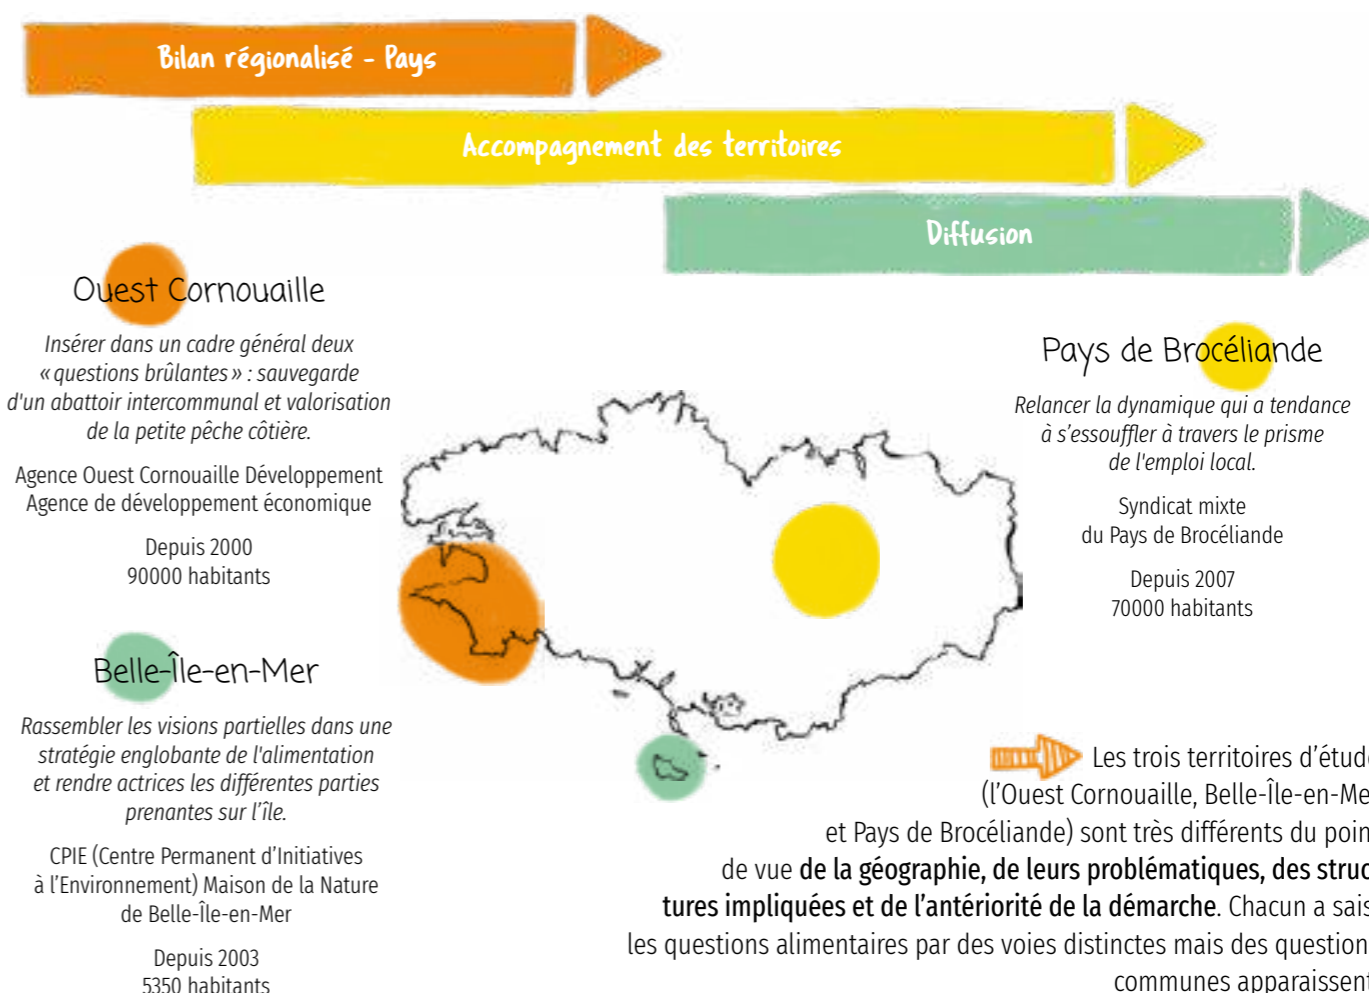 Bilan régionalisé - Pays
Accompagnement des territoires
Diffusion
Ouest Cornouaille
Insérer dans un cadre général deux
« questions brûlantes » : sauvegarde
d'un abattoir intercommunal et valorisation
de la petite pêche côtière.
Agence Ouest Cornouaille Développement
Agence de développement économique
Depuis 2000
90000 habitants
Belle-Île-en-Mer
Rassembler les visions partielles dans une
stratégie englobante de l'alimentation
et rendre actrices les différentes parties
prenantes sur l'île.
CPIE (Centre Permanent d'Initiatives
à l'Environnement) Maison de la Nature
de Belle-Île-en-Mer
Depuis 2003
5350 habitants
Pays de Brocéliande
Relancer la dynamique qui a tendance
à s'essouffler à travers le prisme
de l'emploi local.
Syndicat mixte
du Pays de Brocéliande
Depuis 2007
70000 habitants
Les trois territoires d'étud
(l'Ouest Cornouaille, Belle-Île-en-Me
et Pays de Brocéliande) sont très différents du poin
de vue de la géographie, de leurs problématiques, des struc
tures impliquées et de l'antériorité de la démarche. Chacun a sais
les questions alimentaires par des voies distinctes mais des question
communes apparaissent